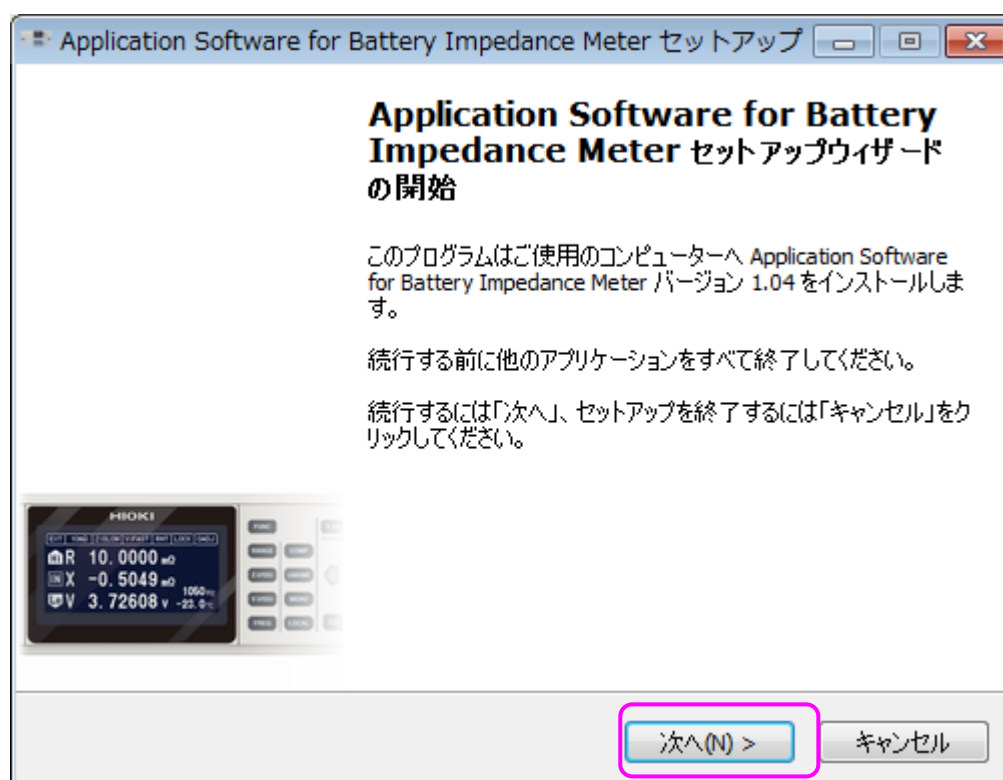 Application Software for Battery Impedance Meter セットアップ
Application Software for Battery
Impedance Meter セットアップウィザード
の開始
このプログラムはご使用のコンピューターへ Application Software
for Battery Impedance Meter バージョン 1.04 をインストールしま
す。
続行する前に他のアプリケーションをすべて終了してください。
続行するには「次へ」、セットアップを終了するには「キャンセル」をク
リックしてください。
HIOKI
R 10.0000 mΩ
X -0.5049 mΩ
V 3.72608 V
次へ(N) >
キャンセル